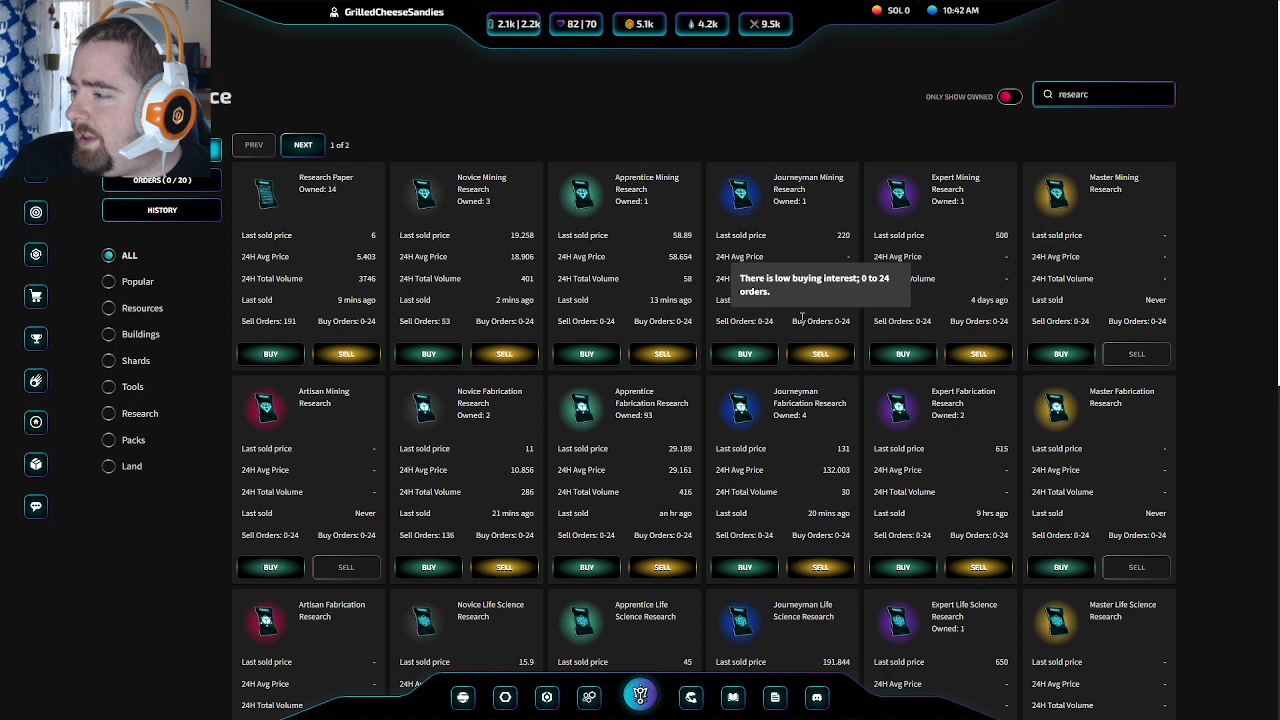 GrilledCheeseSandies
2.1k | 2.2k
82 | 70
5.1k
4.2k
9.5k
SOL 0
10:42 AM
ce
ONLY SHOW OWNED
researc
PREV
NEXT
1 of 2
ORDERS ( 0 / 20 )
HISTORY
ALL
Popular
Resources
Buildings
Shards
Tools
Research
Packs
Land
Research Paper
Owned: 14
Last sold price 6
24H Avg Price 5.403
24H Total Volume 3746
Last sold 9 mins ago
Sell Orders: 191 Buy Orders: 0-24
BUY SELL
Novice Mining
Research
Owned: 3
Last sold price 19.258
24H Avg Price 18.906
24H Total Volume 401
Last sold 2 mins ago
Sell Orders: 53 Buy Orders: 0-24
BUY SELL
Apprentice Mining
Research
Owned: 1
Last sold price 58.89
24H Avg Price 58.654
24H Total Volume 58
Last sold 13 mins ago
Sell Orders: 0-24 Buy Orders: 0-24
BUY SELL
Journeyman Mining
Research
Owned: 1
Last sold price 220
24H Avg Price -
24H
Last
There is low buying interest; 0 to 24
orders.
Sell Orders: 0-24 Buy Orders: 0-24
BUY SELL
Expert Mining
Research
Owned: 1
Last sold price 500
24H Avg Price -
olume -
4 days ago
Sell Orders: 0-24 Buy Orders: 0-24
BUY SELL
Master Mining
Research
Last sold price -
24H Avg Price -
24H Total Volume -
Last sold Never
Sell Orders: 0-24 Buy Orders: 0-24
BUY SELL
Artisan Mining
Research
Last sold price -
24H Avg Price -
24H Total Volume -
Last sold Never
Sell Orders: 0-24 Buy Orders: 0-24
BUY SELL
Novice Fabrication
Research
Owned: 2
Last sold price 11
24H Avg Price 10.856
24H Total Volume 286
Last sold 21 mins ago
Sell Orders: 136 Buy Orders: 0-24
BUY SELL
Apprentice
Fabrication Research
Owned: 93
Last sold price 29.189
24H Avg Price 29.161
24H Total Volume 416
Last sold an hr ago
Sell Orders: 0-24 Buy Orders: 0-24
BUY SELL
Journeyman
Fabrication Research
Owned: 4
Last sold price 131
24H Avg Price 132.003
24H Total Volume 30
Last sold 20 mins ago
Sell Orders: 0-24 Buy Orders: 0-24
BUY SELL
Expert Fabrication
Research
Owned: 2
Last sold price 615
24H Avg Price -
24H Total Volume -
Last sold 9 hrs ago
Sell Orders: 0-24 Buy Orders: 0-24
BUY SELL
Master Fabrication
Research
Last sold price -
24H Avg Price -
24H Total Volume -
Last sold Never
Sell Orders: 0-24 Buy Orders: 0-24
BUY SELL
Artisan Fabrication
Research
Last sold price -
24H Avg Price -
24H Total Volume
Novice Life Science
Research
Last sold price 15.9
24H Avg Price
Apprentice Life
Science Research
Last sold price 45
Journeyman Life
Science Research
Last sold price 191.844
Expert Life Science
Research
Owned: 1
Last sold price 650
24H Avg Price -
Master Life Science
Research
Last sold price -
24H Avg Price -
24H Total Volume -